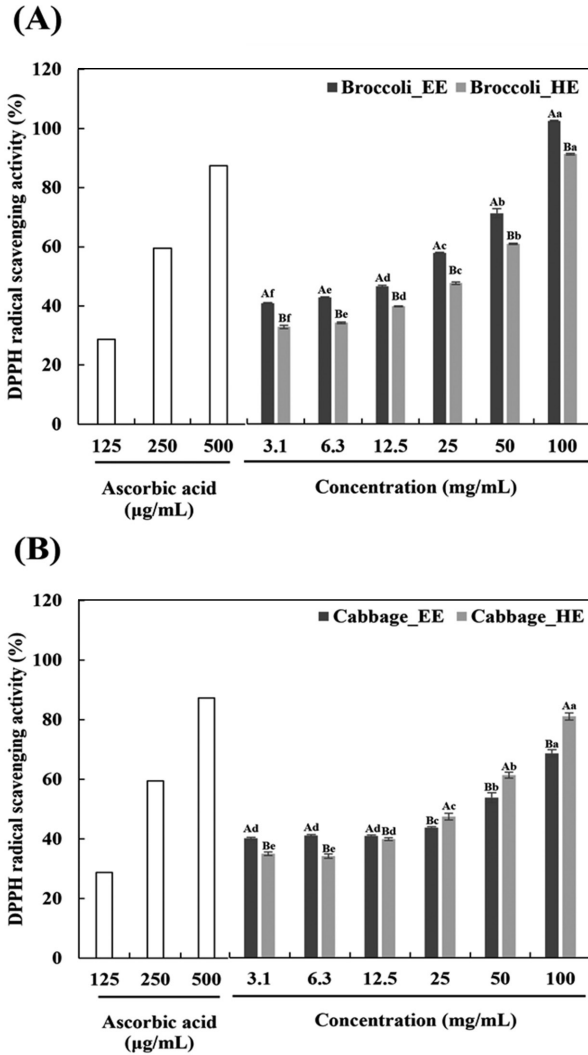 (A)
DPPH radical scavenging activity (%)
120
100
80
60
40
20
0
Broccoli_EE Broccoli_HE
Af Bf Ae Be Ad Bd Ac Bc Ab Bb Aa Ba
125 250 500 3.1 6.3 12.5 25 50 100
Ascorbic acid Concentration (mg/mL)
(µg/mL)
(B)
DPPH radical scavenging activity (%)
120
100
80
60
40
20
0
Cabbage_EE Cabbage_HE
Ad Be Ad Be Ad Bd Bc Ac Bb Ab Ba Aa
125 250 500 3.1 6.3 12.5 25 50 100
Ascorbic acid Concentration (mg/mL)
(µg/mL)